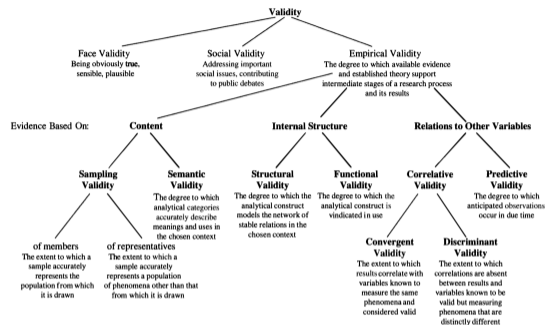 Validity
Face Validity
Being obviously true,
sensible, plausible
Social Validity
Addressing important
social issues, contributing
to public debates
Empirical Validity
The degree to which available evidence
and established theory support
intermediate stages of a research process
and its results
Evidence Based On:
Content
Internal Structure
Relations to Other Variables
Sampling
Validity
Semantic
Validity
The degree to which
analytical categories
accurately describe
meanings and uses in
the chosen context
Structural
Validity
The degree to which the
analytical construct
models the network of
stable relations in the
chosen context
Functional
Validity
The degree to which the
analytical construct is
vindicated in use
Correlative
Validity
Predictive
Validity
The degree to which
anticipated observations
occur in due time
of members
The extent to which a
sample accurately
represents the
population from which
it is drawn
of representatives
The extent to which a
sample accurately
represents a population
of phenomena other than that
from which it is drawn
Convergent
Validity
The extent to which
results correlate with
variables known to
measure the same
phenomena and
considered valid
Discriminant
Validity
The extent to which
correlations are absent
between results and
variables known to be
valid but measuring
phenomena that are
distinctly different